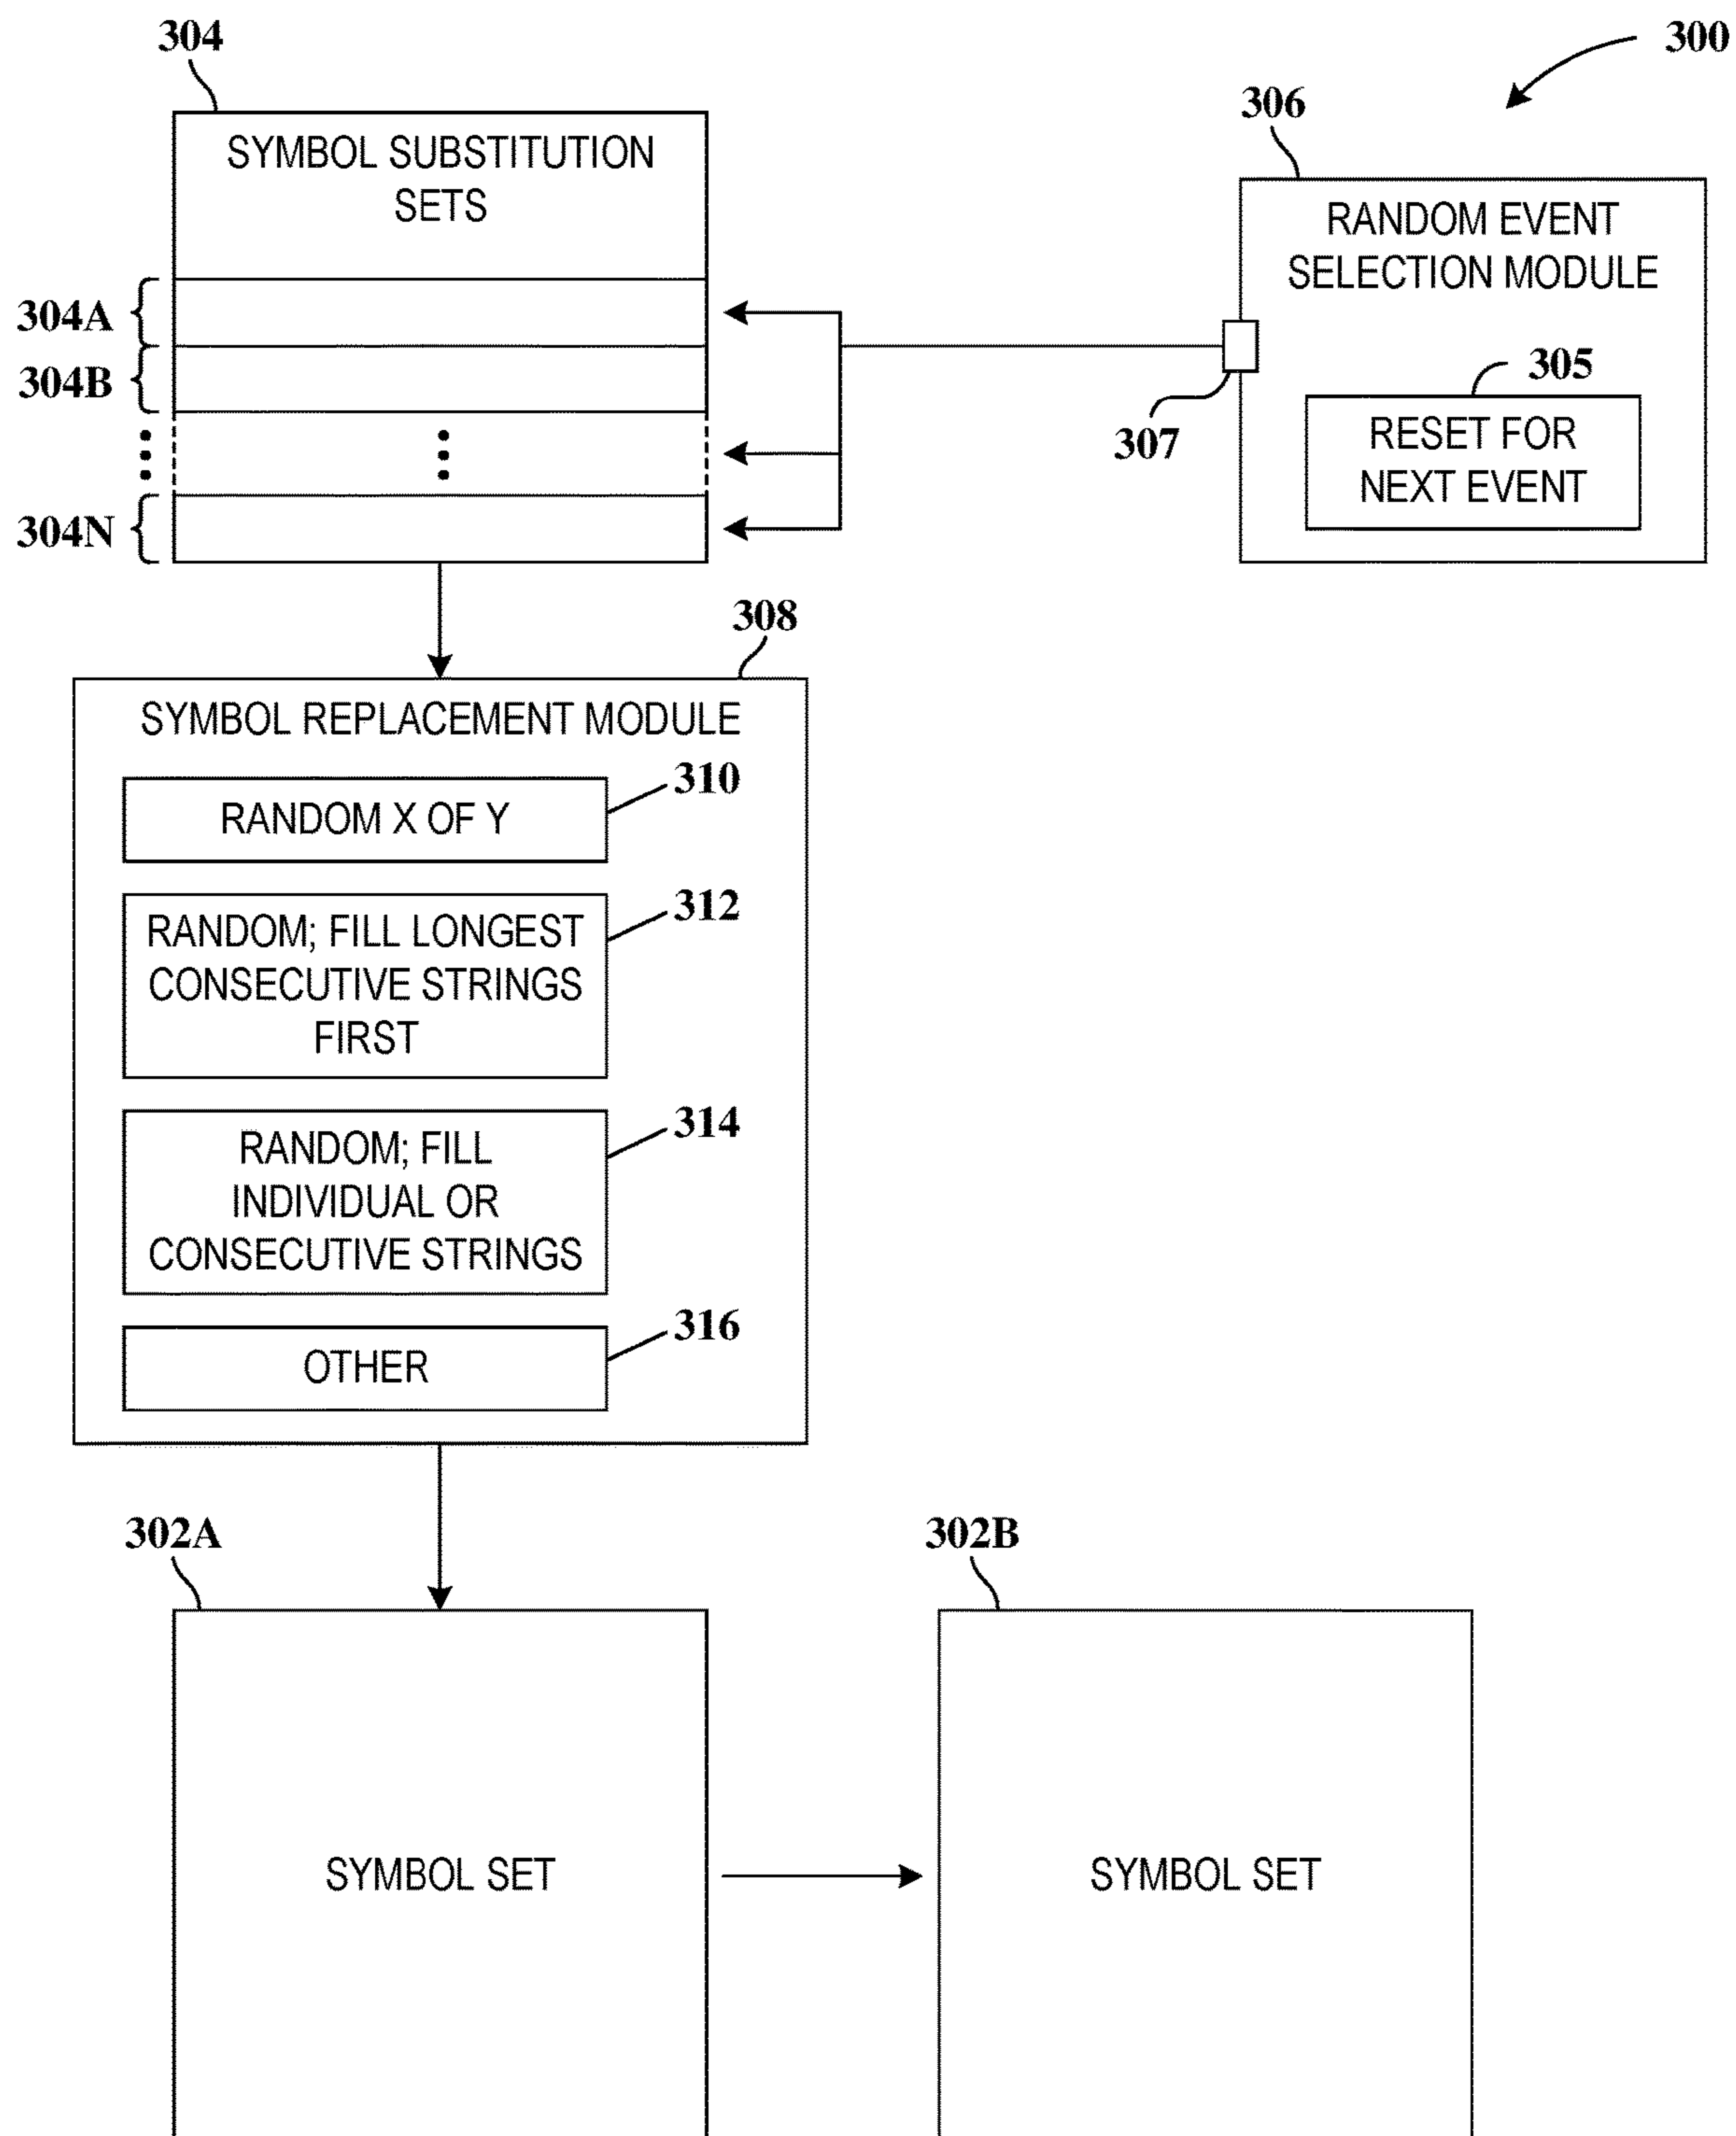 304
300
306
SYMBOL SUBSTITUTION
SETS
RANDOM EVENT
SELECTION MODULE
304A
304B
304N
307
305
RESET FOR
NEXT EVENT
308
SYMBOL REPLACEMENT MODULE
310
RANDOM X OF Y
312
RANDOM; FILL LONGEST
CONSECUTIVE STRINGS
FIRST
314
RANDOM; FILL
INDIVIDUAL OR
CONSECUTIVE STRINGS
316
OTHER
302A
302B
SYMBOL SET
SYMBOL SET